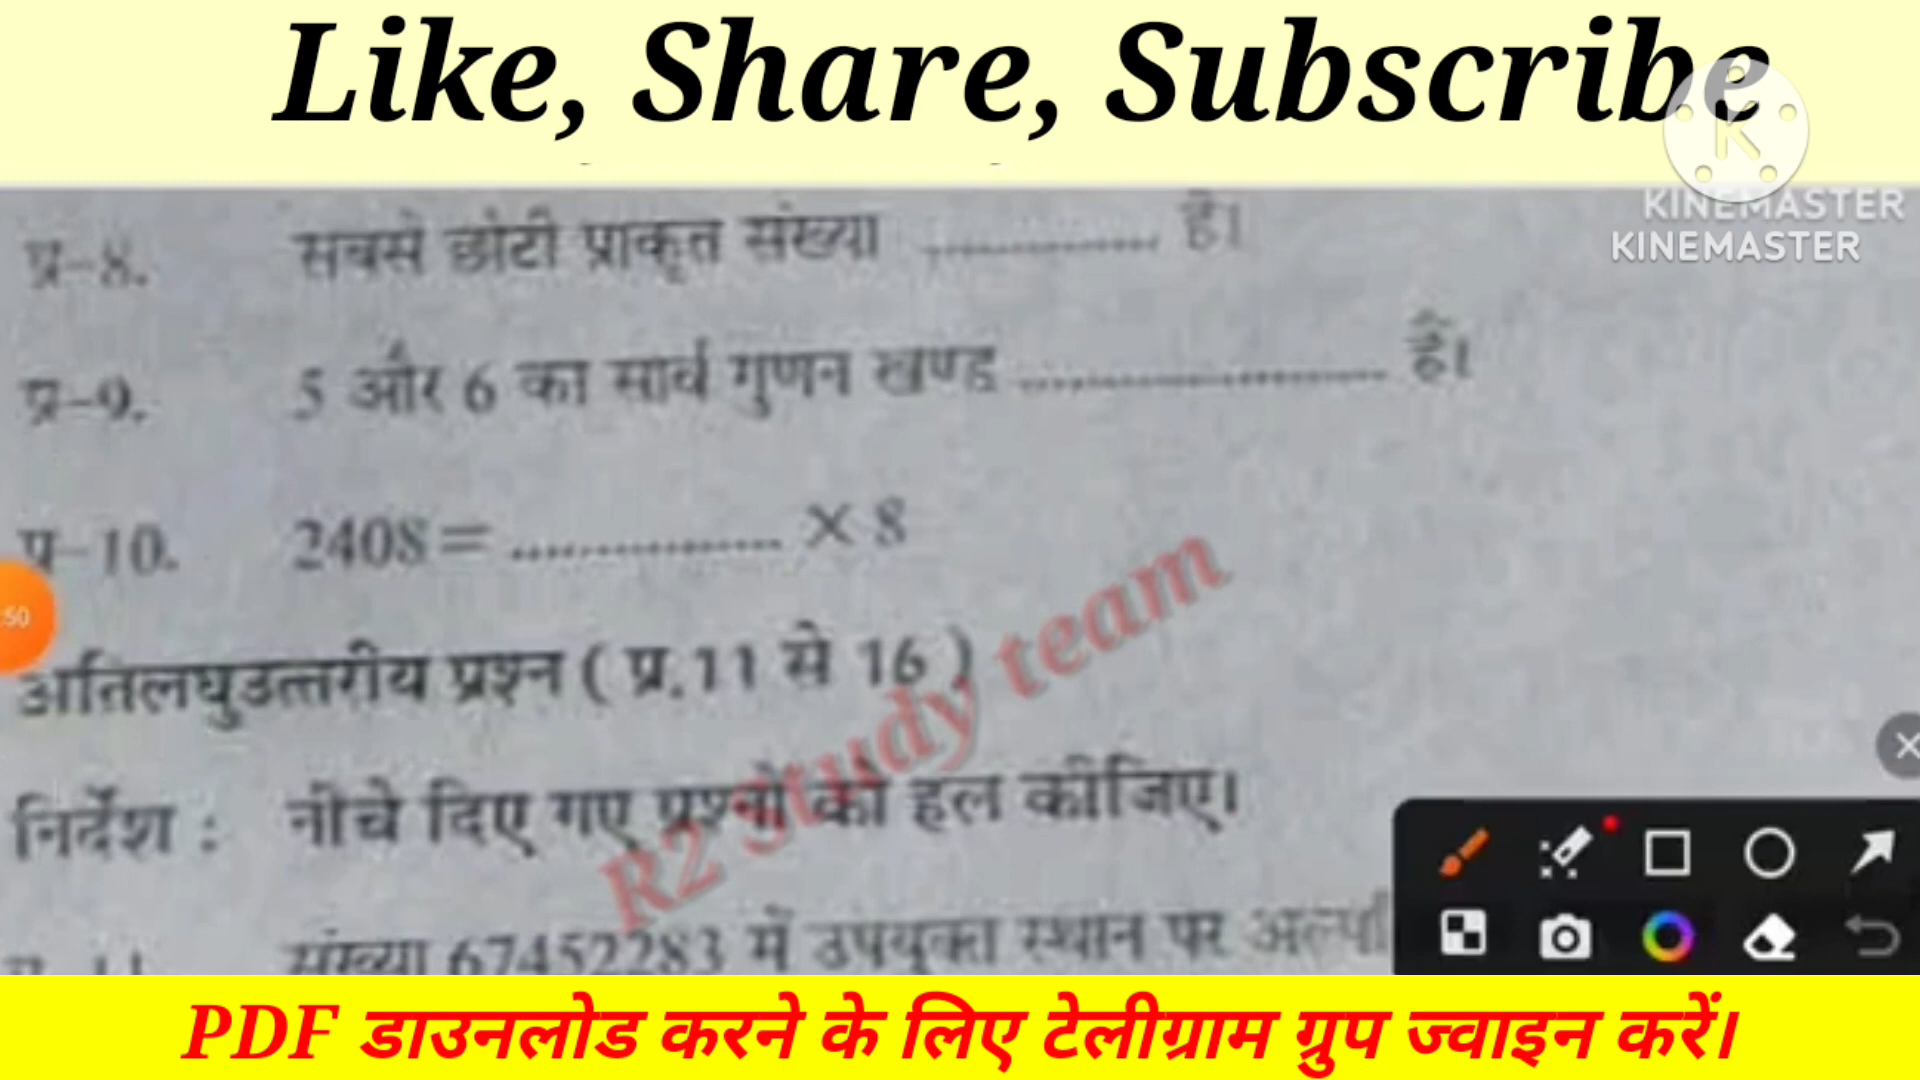 Like, Share, Subscribe
KINEMASTER
KINEMASTER
प्र-8. सबसे छोटी प्राकृत संख्या .................... है।
प्र-9. 5 और 6 का सार्व गुणन खण्ड .................... है।
प्र-10. 2408= .................... × 8
:50
अतिलघुउत्तरीय प्रश्न ( प्र.11 से 16 )
निर्देश : नीचे दिए गए प्रश्नों को हल कीजिए।
R2 Study team
संख्या 67452283 में उपयुक्त स्थान पर
PDF डाउनलोड करने के लिए टेलीग्राम ग्रुप ज्वाइन करें।